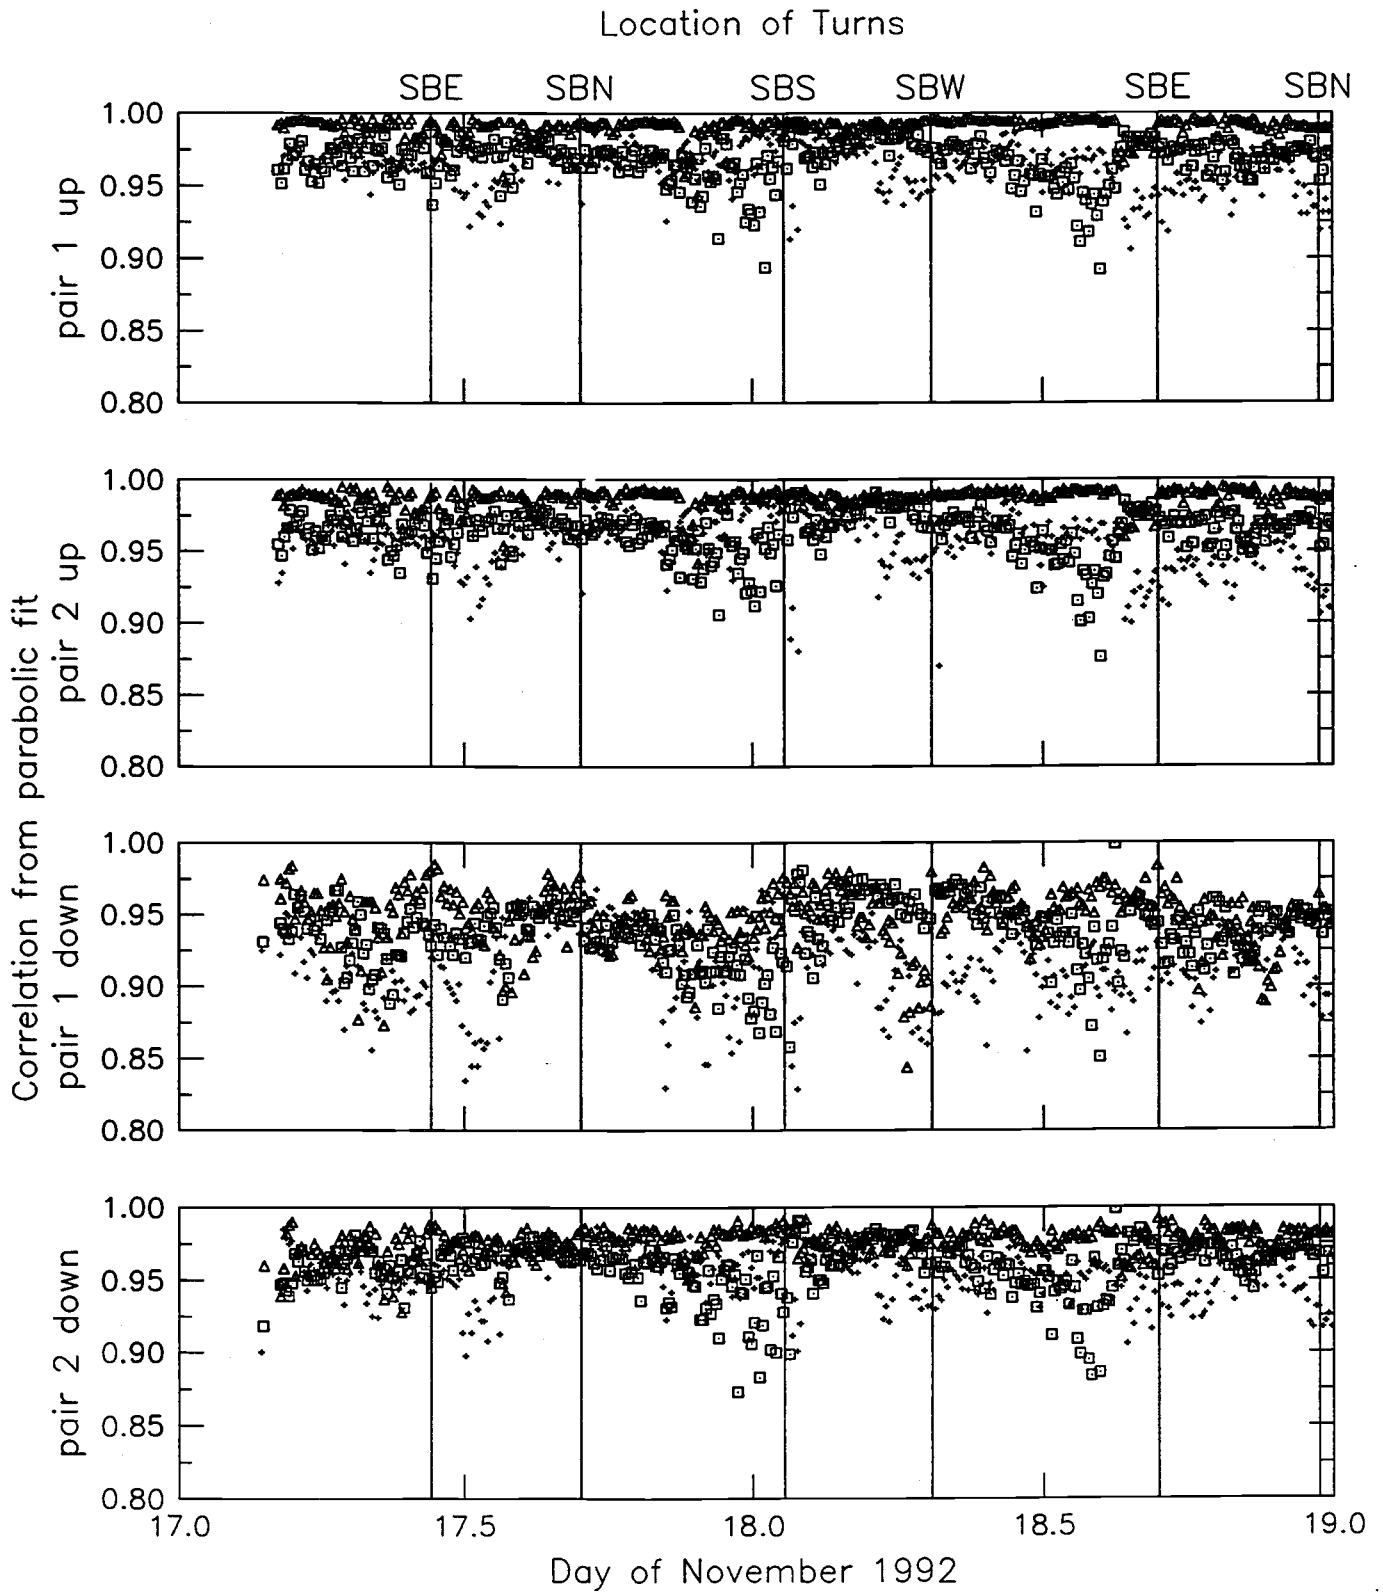 Location of Turns
SBE SBN SBS SBW SBE SBN
1.00
0.95
0.90
0.85
0.80
pair 1 up
1.00
0.95
0.90
0.85
0.80
pair 2 up
Correlation from parabolic fit
1.00
0.95
0.90
0.85
0.80
pair 1 down
1.00
0.95
0.90
0.85
0.80
pair 2 down
17.0 17.5 18.0 18.5 19.0
Day of November 1992